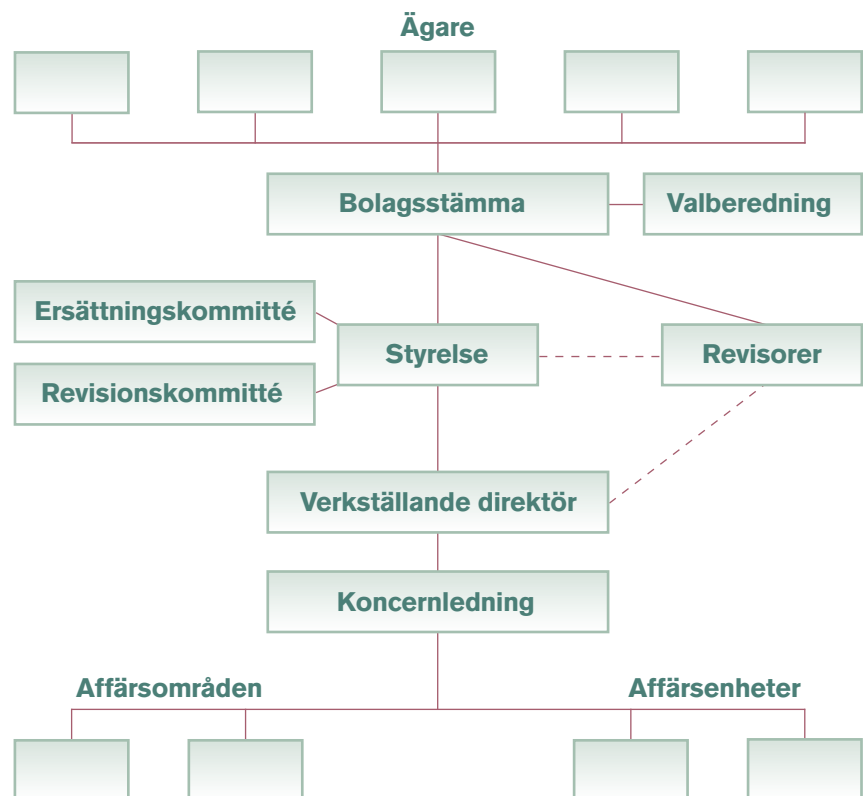 Ägare
Bolagsstämma
Valberedning
Ersättningskommitté
Styrelse
Revisorer
Revisionskommitté
Verkställande direktör
Koncernledning
Affärsområden
Affärsenheter